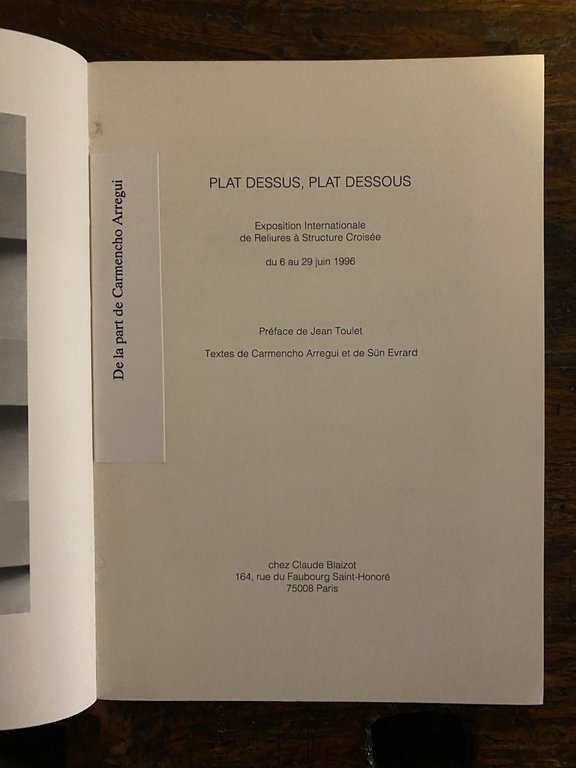 De la part de Carmencho Arregui
PLAT DESSUS, PLAT DESSOUS
Exposition Internationale
de Reliures à Structure Croisée
du 6 au 29 juin 1996
Préface de Jean Toulet
Textes de Carmencho Arregui et de Sün Evrard
chez Claude Blaizot
164, rue du Faubourg Saint-Honoré
75008 Paris